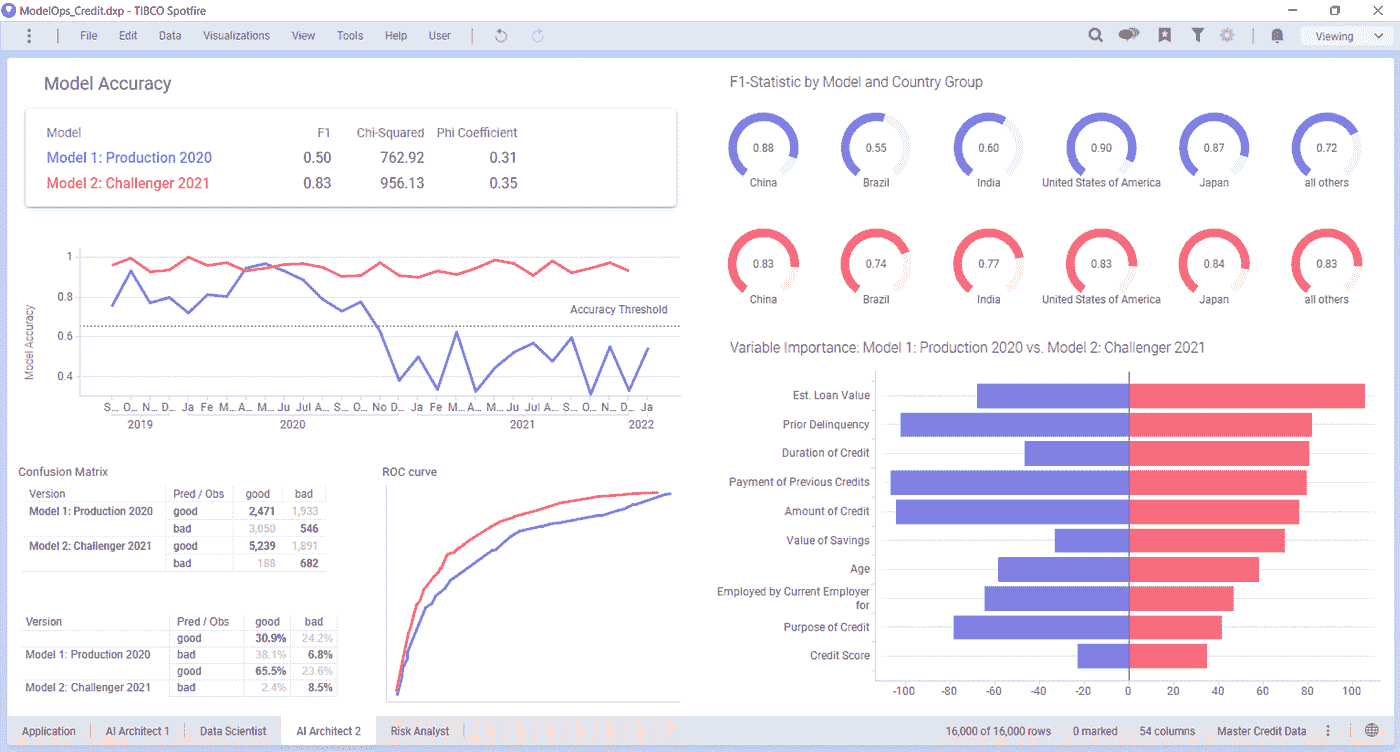 ModelOps_Credit.dxp - TIBCO Spotfire
File Edit Data Visualizations View Tools Help User Viewing
Model Accuracy
Model F1 Chi-Squared Phi Coefficient
Model 1: Production 2020 0.50 762.92 0.31
Model 2: Challenger 2021 0.83 956.13 0.35
Model Accuracy
1
0.8
0.6
0.4
Accuracy Threshold
S... O... N... D... Ja Fe M... A... M... Ju Jul A... S... O... No D... Ja Fe M... A... M... Ju Jul A... S... O... N... D... Ja
2019 2020 2021 2022
Confusion Matrix
Version Pred / Obs good bad
Model 1: Production 2020 good 2,471 1,933
bad 3,050 546
Model 2: Challenger 2021 good 5,239 1,891
bad 188 682
Version Pred / Obs good bad
good 30.9% 24.2%
Model 1: Production 2020 bad 38.1% 6.8%
good 65.5% 23.6%
Model 2: Challenger 2021 bad 2.4% 8.5%
ROC curve
F1-Statistic by Model and Country Group
0.88 0.55 0.60 0.90 0.87 0.72
China Brazil India United States of America Japan all others
0.83 0.74 0.77 0.83 0.84 0.83
China Brazil India United States of America Japan all others
Variable Importance: Model 1: Production 2020 vs. Model 2: Challenger 2021
Est. Loan Value
Prior Delinquency
Duration of Credit
Payment of Previous Credits
Amount of Credit
Value of Savings
Age
Employed by Current Employer
for
Purpose of Credit
Credit Score
-100 -80 -60 -40 -20 0 20 40 60 80 100
Application AI Architect 1 Data Scientist AI Architect 2 Risk Analyst 16,000 of 16,000 rows 0 marked 54 columns Master Credit Data